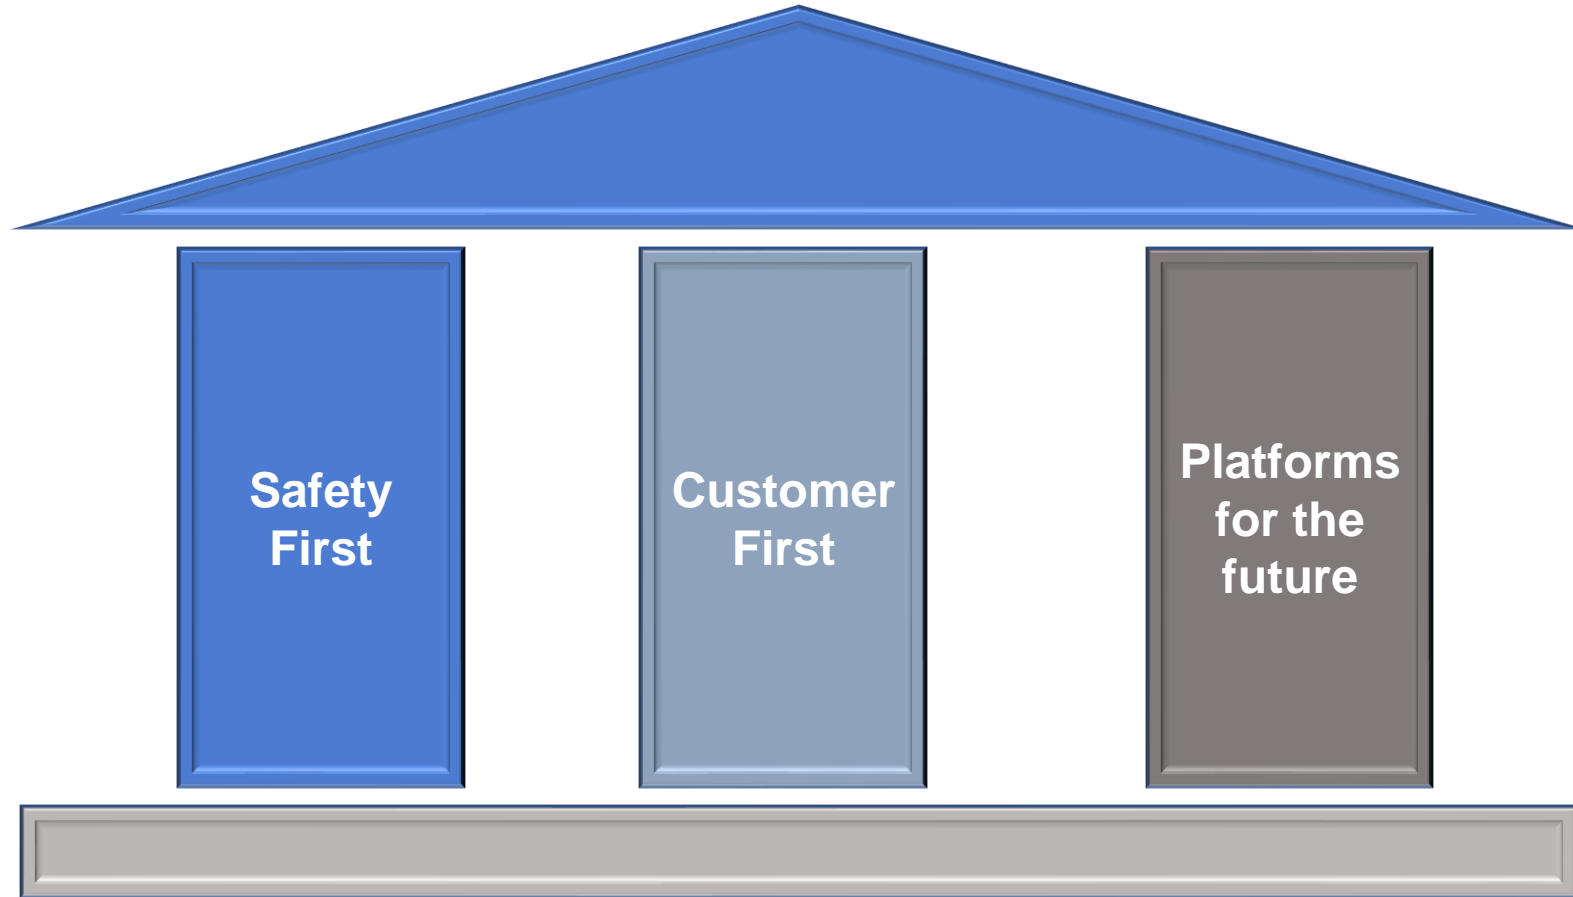 Safety
First
Customer
First
Platforms
for the
future